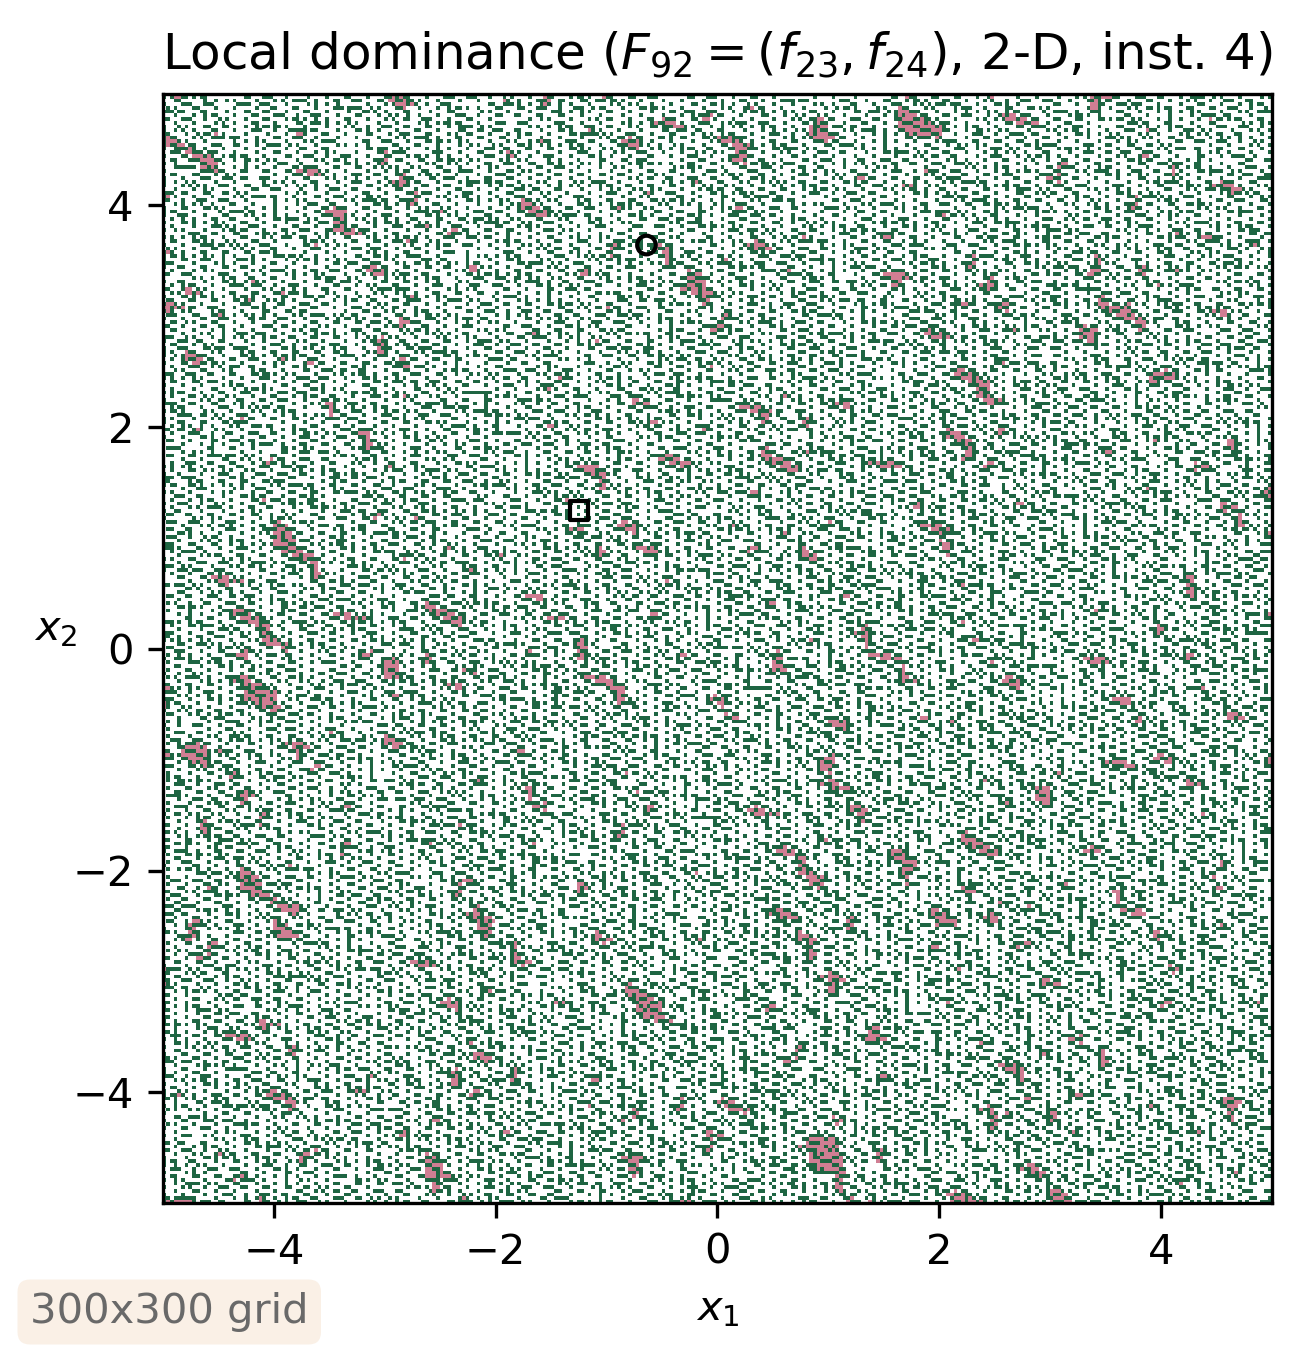 Local dominance (F₉₂ = (f₂₃, f₂₄), 2-D, inst. 4)
4
2
x₂
0
−2
−4
−4 −2 0 2 4
x₁
300x300 grid